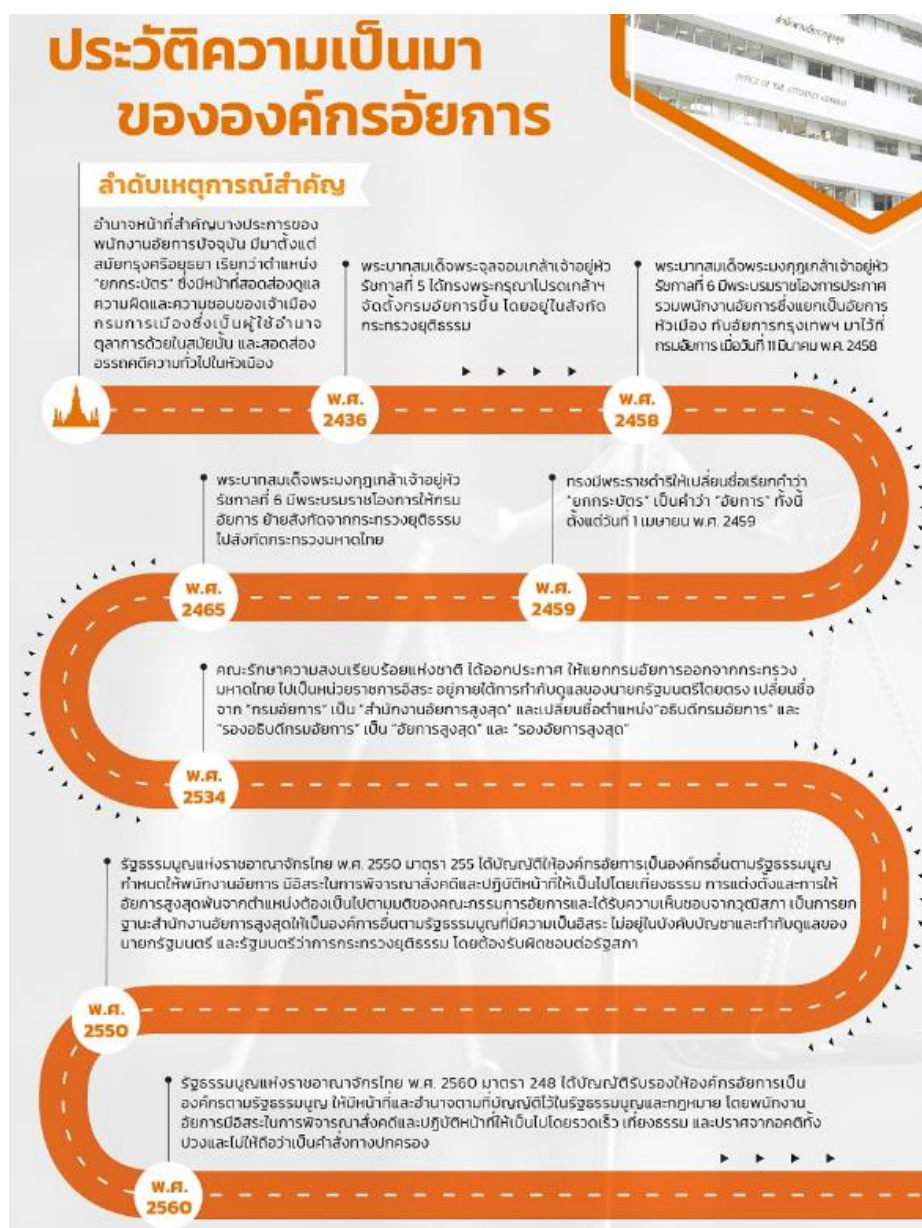 ประวัติความเป็นมา
ขององค์กรอัยการ
สำนักงานอัยการสูงสุด
OFFICE OF THE ATTORNEY GENERAL
ลำดับเหตุการณ์สำคัญ
อำนาจหน้าที่สำคัญบางประการของ
พนักงานอัยการปัจจุบัน มีมาตั้งแต่
สมัยกรุงศรีอยุธยา เรียกว่าตำแหน่ง
"ยกกระบัตร" ซึ่งมีหน้าที่สอดส่องดูแล
ความผิดและความชอบของเจ้าเมือง
กรมการเมืองซึ่งเป็นผู้ใช้อำนาจ
ตุลาการด้วยในสมัยนั้น และสอดส่อง
อรรถคดีความทั่วไปในหัวเมือง
พระบาทสมเด็จพระจุลจอมเกล้าเจ้าอยู่หัว
รัชกาลที่ 5 ได้ทรงพระกรุณาโปรดเกล้าฯ
จัดตั้งกรมอัยการขึ้น โดยอยู่ในสังกัด
กระทรวงยุติธรรม
พ.ศ.
2436
พระบาทสมเด็จพระมงกุฎเกล้าเจ้าอยู่หัว
รัชกาลที่ 6 มีพระบรมราชโองการประกาศ
รวมพนักงานอัยการซึ่งแยกเป็นอัยการ
หัวเมือง กับอัยการกรุงเทพฯ มาไว้ที่
กรมอัยการ เมื่อวันที่ 11 มีนาคม พ.ศ. 2458
พ.ศ.
2458
ทรงมีพระราชดำริให้เปลี่ยนชื่อเรียกคำว่า
"ยกกระบัตร" เป็นคำว่า "อัยการ" ทั้งนี้
ตั้งแต่วันที่ 1 เมษายน พ.ศ. 2459
พ.ศ.
2459
พระบาทสมเด็จพระมงกุฎเกล้าเจ้าอยู่หัว
รัชกาลที่ 6 มีพระบรมราชโองการให้กรม
อัยการ ย้ายสังกัดจากกระทรวงยุติธรรม
ไปสังกัดกระทรวงมหาดไทย
พ.ศ.
2465
คณะรักษาความสงบเรียบร้อยแห่งชาติ ได้ออกประกาศ ให้แยกกรมอัยการออกจากกระทรวง
มหาดไทย ไปเป็นหน่วยราชการอิสระ อยู่ภายใต้การกำกับดูแลของนายกรัฐมนตรีโดยตรง เปลี่ยนชื่อ
จาก "กรมอัยการ" เป็น "สำนักงานอัยการสูงสุด" และเปลี่ยนชื่อตำแหน่ง"อธิบดีกรมอัยการ" และ
"รองอธิบดีกรมอัยการ" เป็น "อัยการสูงสุด" และ "รองอัยการสูงสุด"
พ.ศ.
2534
รัฐธรรมนูญแห่งราชอาณาจักรไทย พ.ศ. 2550 มาตรา 255 ได้บัญญัติให้องค์กรอัยการเป็นองค์กรอื่นตามรัฐธรรมนูญ
กำหนดให้พนักงานอัยการ มีอิสระในการพิจารณาสั่งคดีและปฏิบัติหน้าที่ให้เป็นไปโดยเที่ยงธรรม การแต่งตั้งและการให้
อัยการสูงสุดพ้นจากตำแหน่งต้องเป็นไปตามมติของคณะกรรมการอัยการและได้รับความเห็นชอบจากวุฒิสภา เป็นการยก
ฐานะสำนักงานอัยการสูงสุดให้เป็นองค์การอื่นตามรัฐธรรมนูญที่มีความเป็นอิสระ ไม่อยู่ในบังคับบัญชาและกำกับดูแลของ
นายกรัฐมนตรี และรัฐมนตรีว่าการกระทรวงยุติธรรม โดยต้องรับผิดชอบต่อรัฐสภา
พ.ศ.
2550
รัฐธรรมนูญแห่งราชอาณาจักรไทย พ.ศ. 2560 มาตรา 248 ได้บัญญัติรับรองให้องค์กรอัยการเป็น
องค์กรตามรัฐธรรมนูญ ให้มีหน้าที่และอำนาจตามที่บัญญัติไว้ในรัฐธรรมนูญและกฎหมาย โดยพนักงาน
อัยการมีอิสระในการพิจารณาสั่งคดีและปฏิบัติหน้าที่ให้เป็นไปโดยรวดเร็ว เที่ยงธรรม และปราศจากอคติทั้ง
ปวงและไม่ให้ถือว่าเป็นคำสั่งทางปกครอง
พ.ศ.
2560